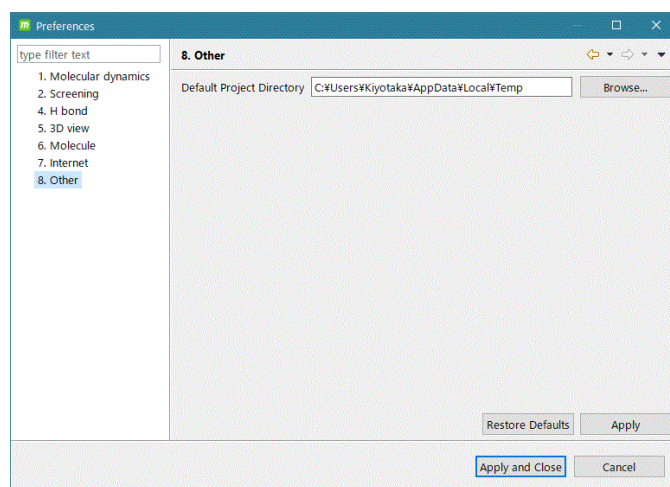 m Preferences
type filter text
1. Molecular dynamics
2. Screening
4. H bond
5. 3D view
6. Molecule
7. Internet
8. Other
8. Other
Default Project Directory C:¥Users¥Kiyotaka¥AppData¥Local¥Temp Browse...
Restore Defaults Apply
Apply and Close Cancel